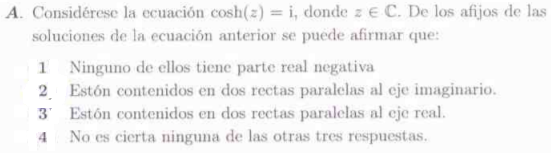 A. Considérese la ecuación cosh(z) = i, donde z ∈ ℂ. De los afijos de las
soluciones de la ecuación anterior se puede afirmar que:
1 Ninguno de ellos tiene parte real negativa
2. Estón contenidos en dos rectas paralelas al eje imaginario.
3 Estón contenidos en dos rectas paralelas al eje real.
4 No es cierta ninguna de las otras tres respuestas.